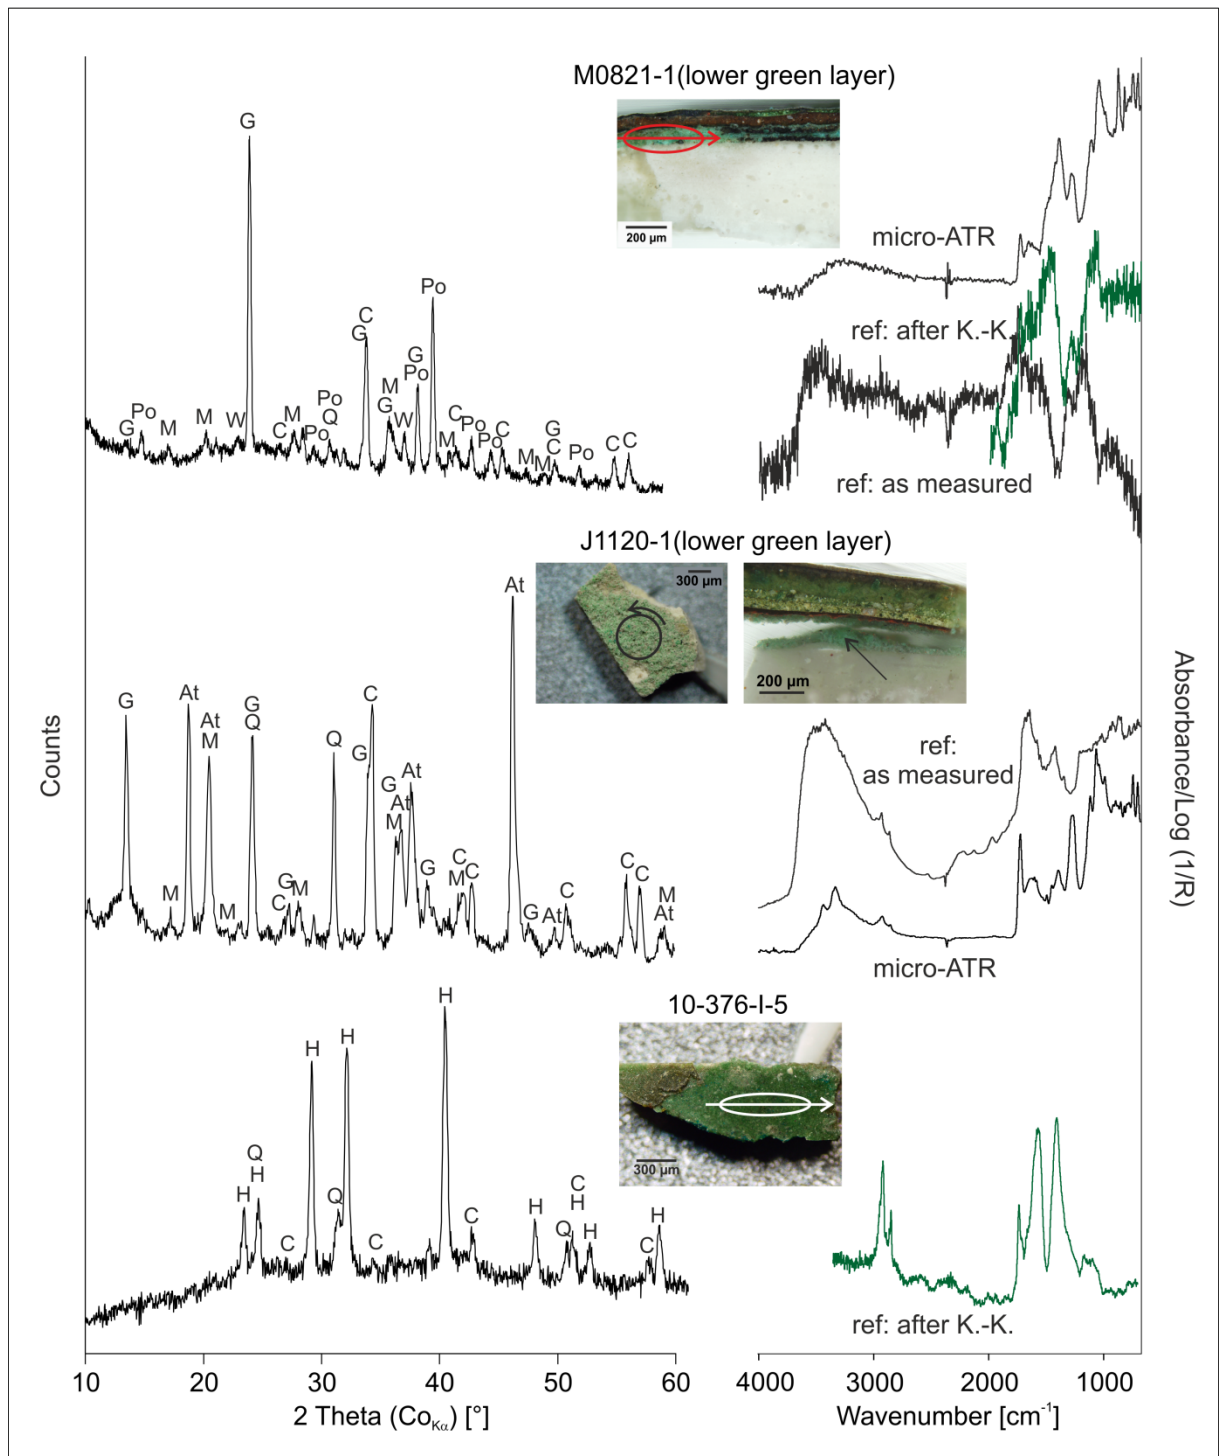 M0821-1(lower green layer)
200 µm
G
G
Po
M
M
W
C
M
Po
Po
Q
G
C
G
M
W
G
Po
Po
M
C
Po
Po
C
M
M
G
C
Po
C
C
micro-ATR
ref: after K.-K.
ref: as measured
J1120-1(lower green layer)
300 µm
200 µm
G
M
At
At
M
M
G
Q
C
G
M
Q
G
C
G
M
At
At
G
M
C
C
At
G
At
C
C
C
M
At
ref:
as measured
micro-ATR
10-376-I-5
300 µm
H
Q
H
C
H
Q
H
C
H
C
H
Q
C
H
H
C
H
ref: after K.-K.
Counts
Absorbance/Log (1/R)
10 20 30 40 50 60
2 Theta (CoKα) [°]
4000 3000 2000 1000
Wavenumber [cm-1]